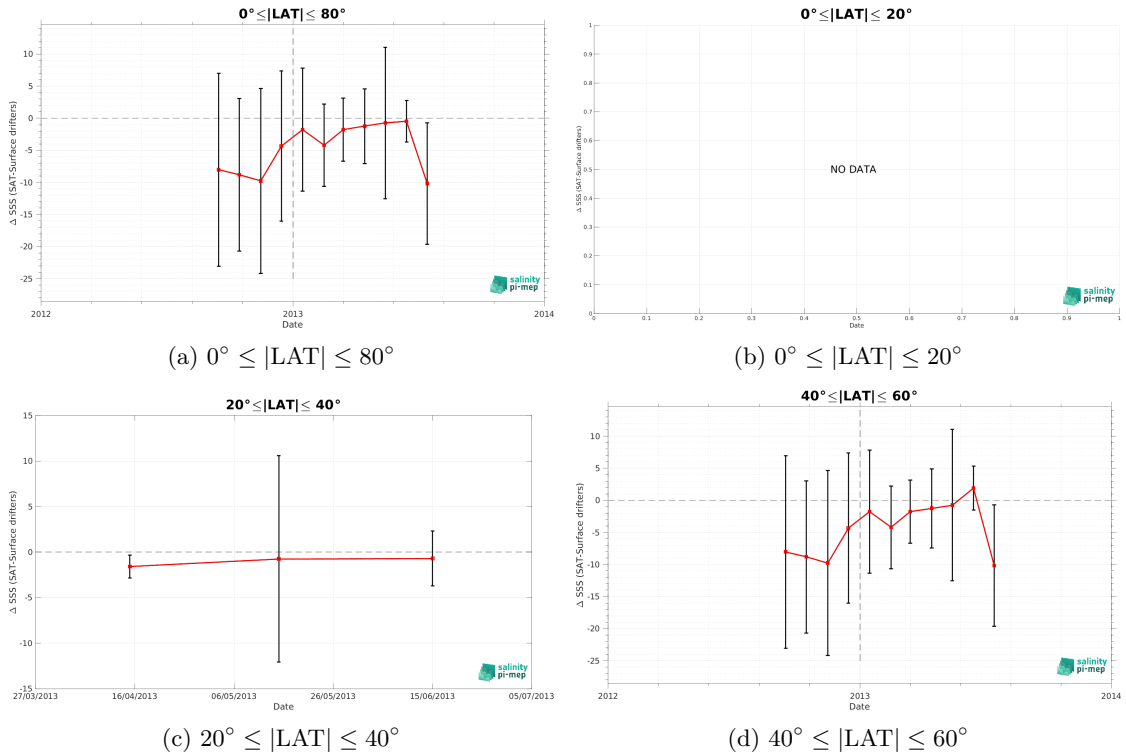 0°≤|LAT|≤ 80°
Δ SSS (SAT-Surface drifters)
10
5
0
-5
-10
-15
-20
-25
2012
2013
2014
Date
salinity
pi-mep
(a) 0° ≤ |LAT| ≤ 80°
0°≤|LAT|≤ 20°
Δ SSS (SAT-Surface drifters)
1
0.9
0.8
0.7
0.6
0.5
0.4
0.3
0.2
0.1
0
NO DATA
0
0.1
0.2
0.3
0.4
0.5
0.6
0.7
0.8
0.9
1
Date
salinity
pi-mep
(b) 0° ≤ |LAT| ≤ 20°
20°≤|LAT|≤ 40°
Δ SSS (SAT-Surface drifters)
15
10
5
0
-5
-10
-15
27/03/2013
16/04/2013
06/05/2013
26/05/2013
15/06/2013
05/07/2013
Date
salinity
pi-mep
(c) 20° ≤ |LAT| ≤ 40°
40°≤|LAT|≤ 60°
Δ SSS (SAT-Surface drifters)
10
5
0
-5
-10
-15
-20
-25
2012
2013
2014
Date
salinity
pi-mep
(d) 40° ≤ |LAT| ≤ 60°